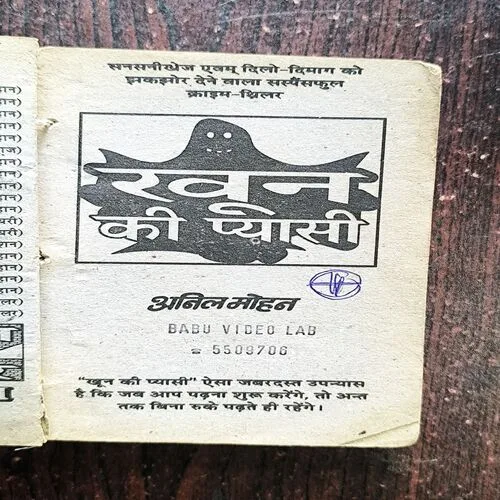 सनसनीखेज एवम् दिलो-दिमाग को
झकझोर देने वाला सस्पैंसफुल
क्राइम-थ्रिलर
खून
की प्यासी
अनिल मोहन
BABU VIDEO LAB
☎ 5509706
"खून की प्यासी" ऐसा जबरदस्त उपन्यास
है कि जब आप पढ़ना शुरू करेंगे, तो अन्त
तक बिना रुके पढ़ते ही रहेंगे।